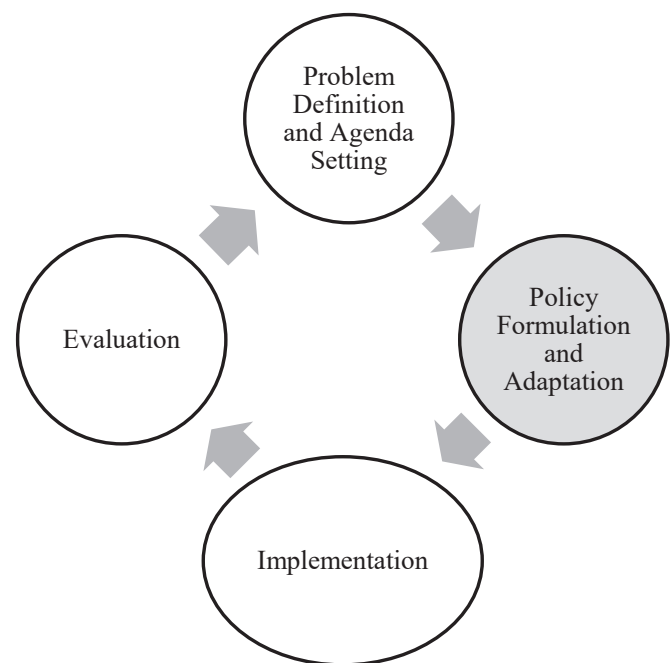 Problem
Definition
and Agenda
Setting
Policy
Formulation
and
Adaptation
Implementation
Evaluation